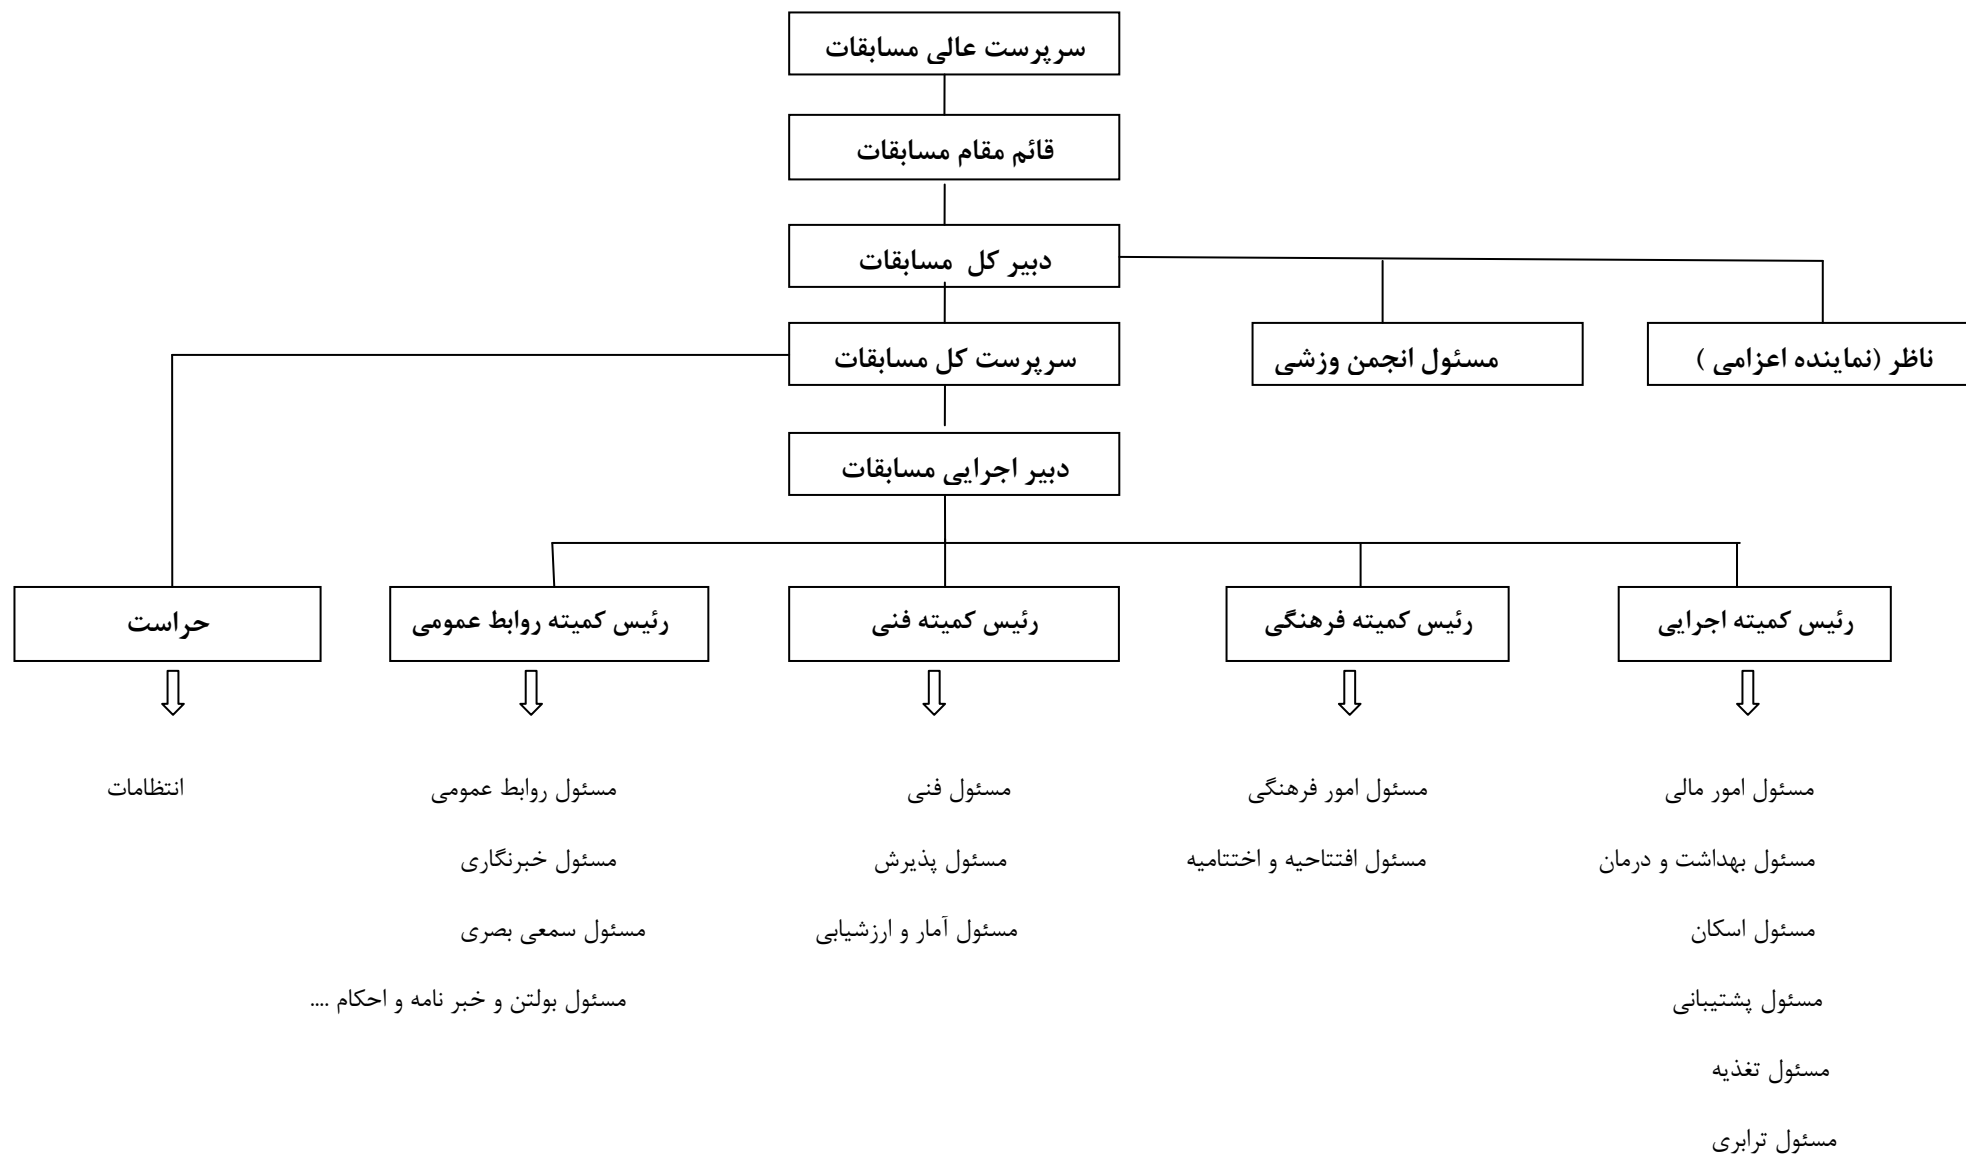 سرپرست عالی مسابقات
قائم مقام مسابقات
دبیر کل مسابقات
ناظر (نماینده اعزامی )
مسئول انجمن وزشی
سرپرست کل مسابقات
دبیر اجرایی مسابقات
رئیس کمیته اجرایی
رئیس کمیته فرهنگی
رئیس کمیته فنی
رئیس کمیته روابط عمومی
حراست
مسئول امور مالی
مسئول بهداشت و درمان
مسئول اسکان
مسئول پشتیبانی
مسئول تغذیه
مسئول ترابری
مسئول امور فرهنگی
مسئول افتتاحیه و اختتامیه
مسئول فنی
مسئول پذیرش
مسئول آمار و ارزشیابی
مسئول روابط عمومی
مسئول خبرنگاری
مسئول سمعی بصری
مسئول بولتن و خبر نامه و احکام ....
انتظامات